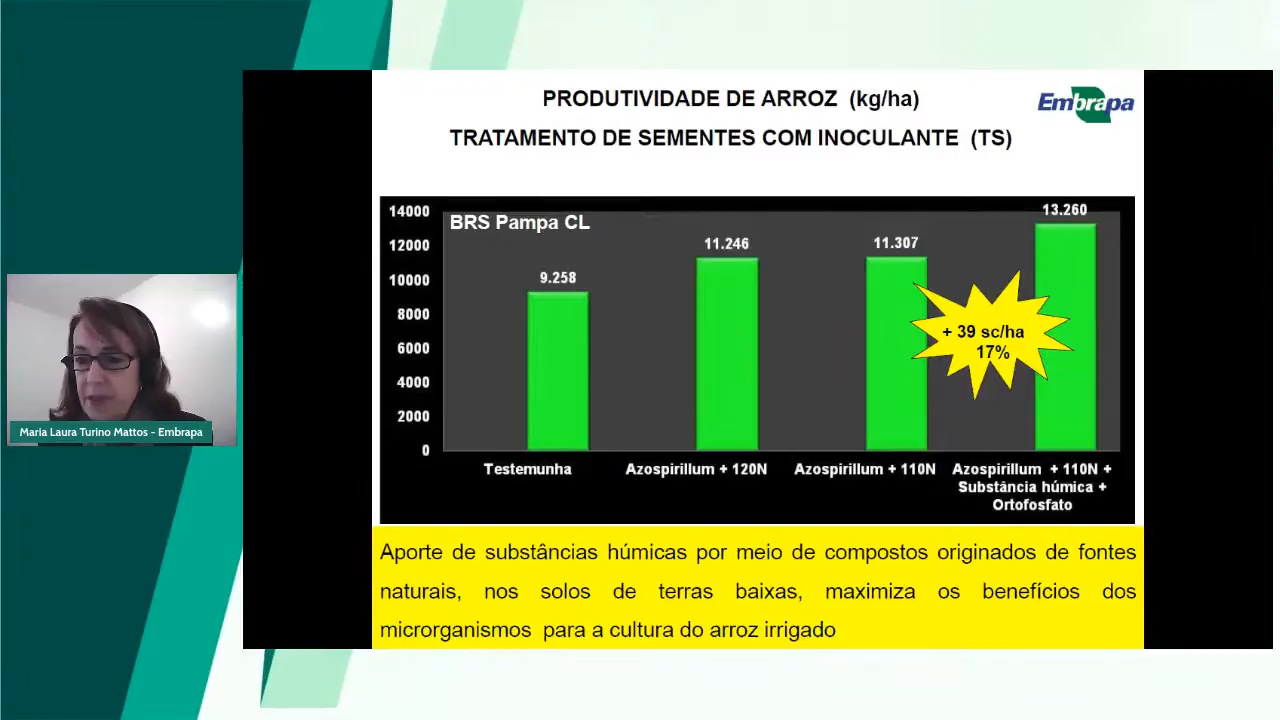 PRODUTIVIDADE DE ARROZ (kg/ha)
Embrapa
TRATAMENTO DE SEMENTES COM INOCULANTE (TS)
14000
12000
10000
8000
6000
4000
2000
0
BRS Pampa CL
9.258
11.246
11.307
13.260
+ 39 sc/ha
17%
Testemunha
Azospirillum + 120N
Azospirillum + 110N
Azospirillum + 110N +
Substância húmica +
Ortofosfato
Aporte de substâncias húmicas por meio de compostos originados de fontes
naturais, nos solos de terras baixas, maximiza os benefícios dos
microrganismos para a cultura do arroz irrigado
Maria Laura Turino Mattos - Embrapa